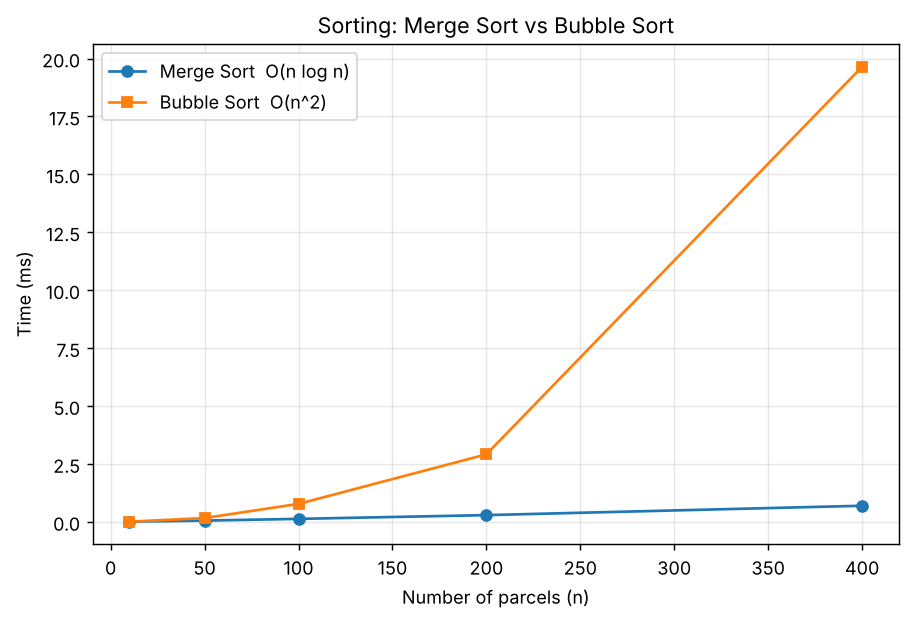 Sorting: Merge Sort vs Bubble Sort
Merge Sort  O(n log n)
Bubble Sort  O(n^2)
Time (ms)
20.0
17.5
15.0
12.5
10.0
7.5
5.0
2.5
0.0
0 50 100 150 200 250 300 350 400
Number of parcels (n)